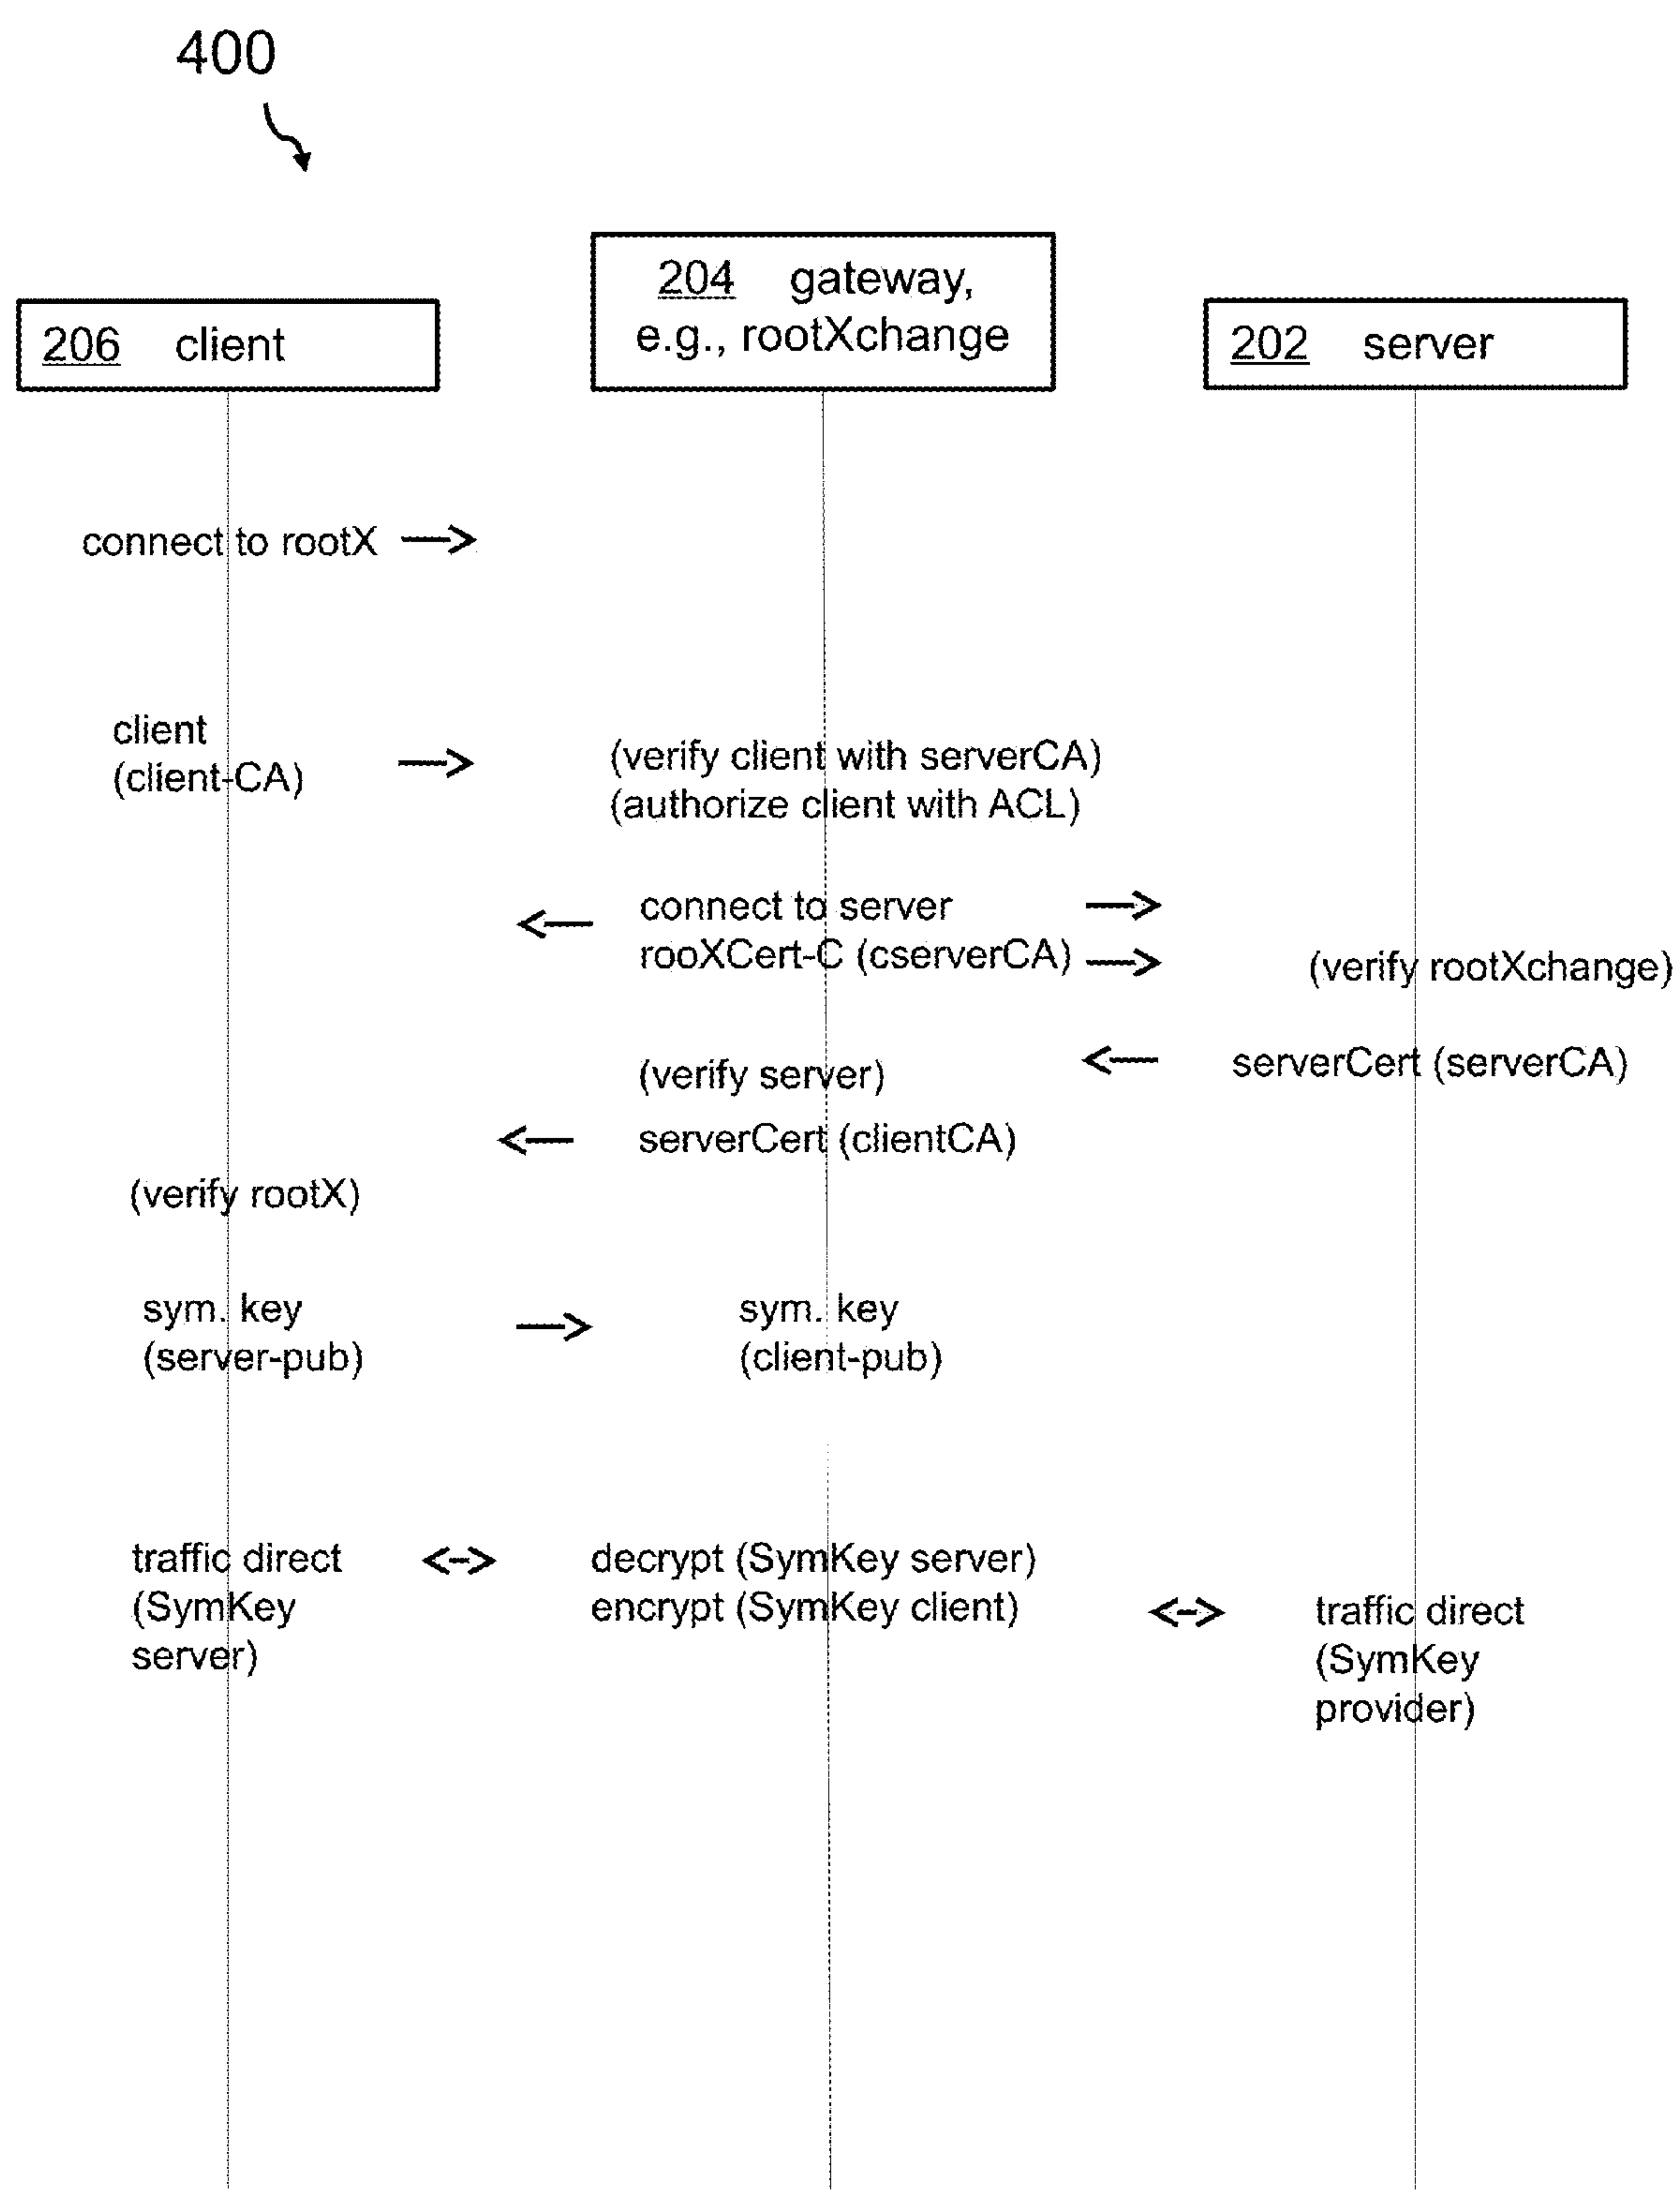 400
204 gateway,
e.g., rootXchange
206 client
202 server
connect to rootX
client
(client-CA)
(verify client with serverCA)
(authorize client with ACL)
connect to server
rooXCert-C (cserverCA)
(verify rootXchange)
serverCert (serverCA)
(verify server)
serverCert (clientCA)
(verify rootX)
sym. key
(server-pub)
sym. key
(client-pub)
traffic direct
(SymKey
server)
decrypt (SymKey server)
encrypt (SymKey client)
traffic direct
(SymKey
provider)